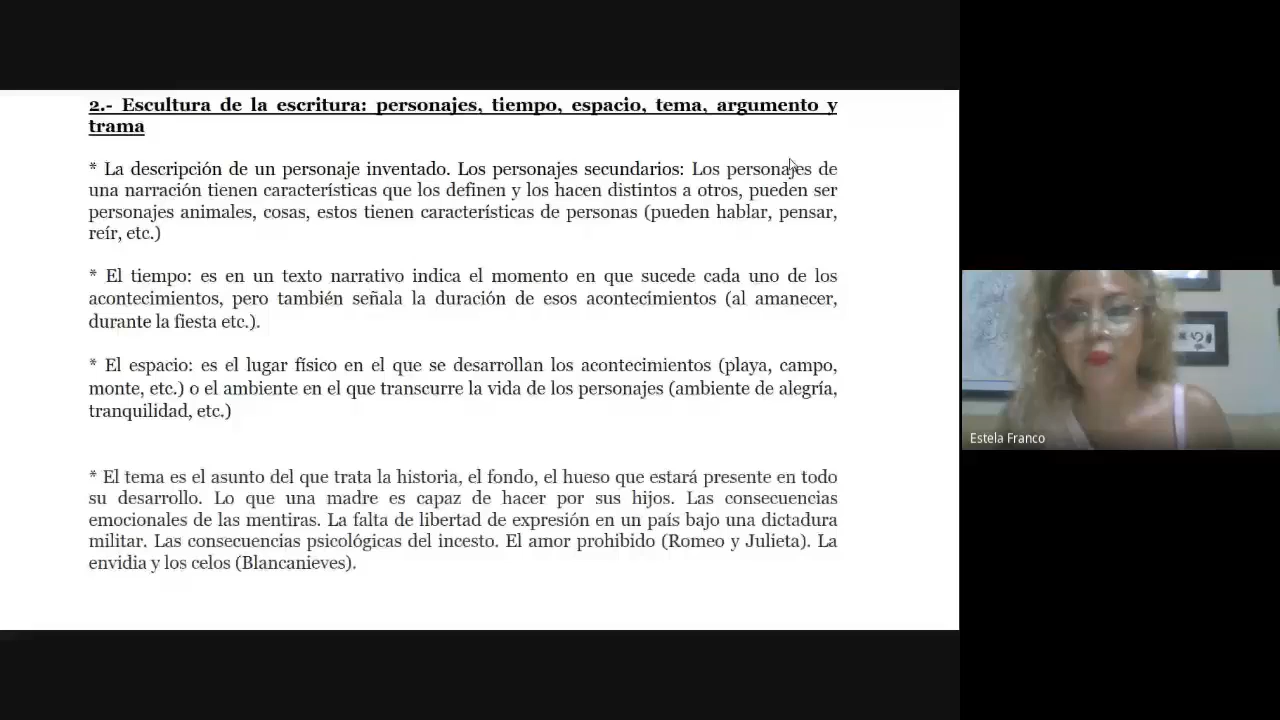 2.- Escultura de la escritura: personajes, tiempo, espacio, tema, argumento y
trama
* La descripción de un personaje inventado. Los personajes secundarios: Los personajes de
una narración tienen características que los definen y los hacen distintos a otros, pueden ser
personajes animales, cosas, estos tienen características de personas (pueden hablar, pensar,
reír, etc.)
* El tiempo: es en un texto narrativo indica el momento en que sucede cada uno de los
acontecimientos, pero también señala la duración de esos acontecímientos (al amanecer,
durante la fiesta etc.).
* El espacio: es el lugar físico en el que se desarrollan los acontecimientos (playa, campo,
monte, etc.) o el ambiente en el que transcurre la vida de los personajes (ambiente de alegría,
tranquilidad, etc.)
* El tema es el asunto del que trata la historia, el fondo, el hueso que estará presente en todo
su desarrollo. Lo que una madre es capaz de hacer por sus hijos. Las consecuencias
emocionales de las mentiras. La falta de libertad de expresión en un país bajo una dictadura
militar. Las consecuencias psicológicas del incesto. El amor prohibido (Romeo y Julieta). La
envidia y los celos (Blancanieves).
Estela Franco